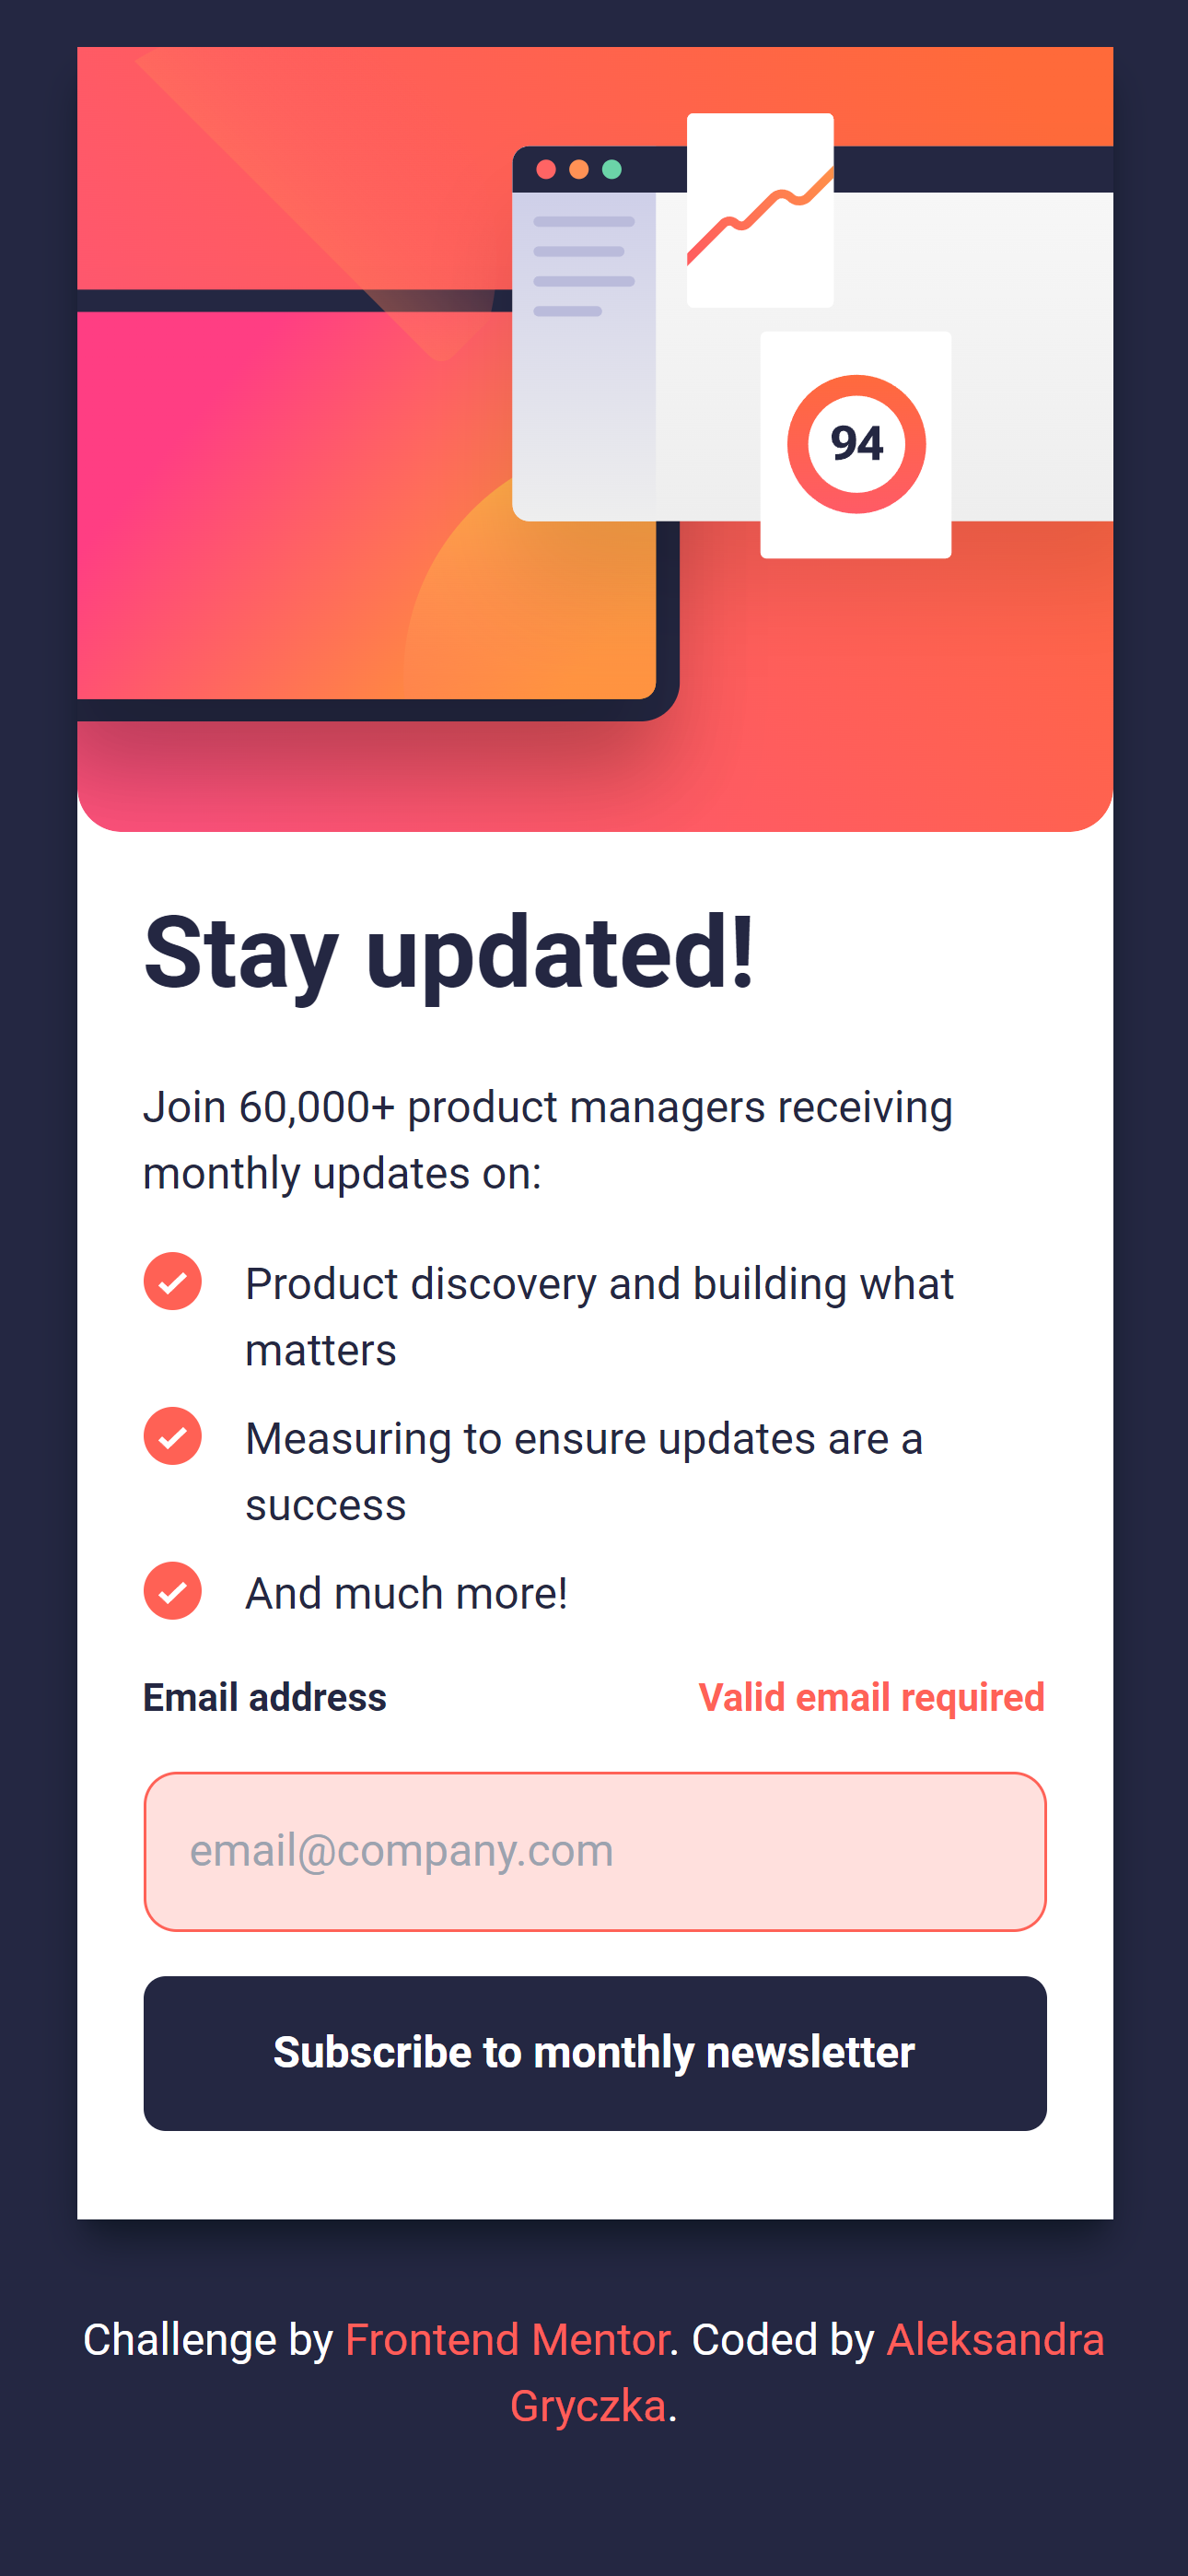 94
Stay updated!
Join 60,000+ product managers receiving
monthly updates on:
Product discovery and building what
matters
Measuring to ensure updates are a
success
And much more!
Email address Valid email required
email@company.com
Subscribe to monthly newsletter
Challenge by Frontend Mentor. Coded by Aleksandra
Gryczka.